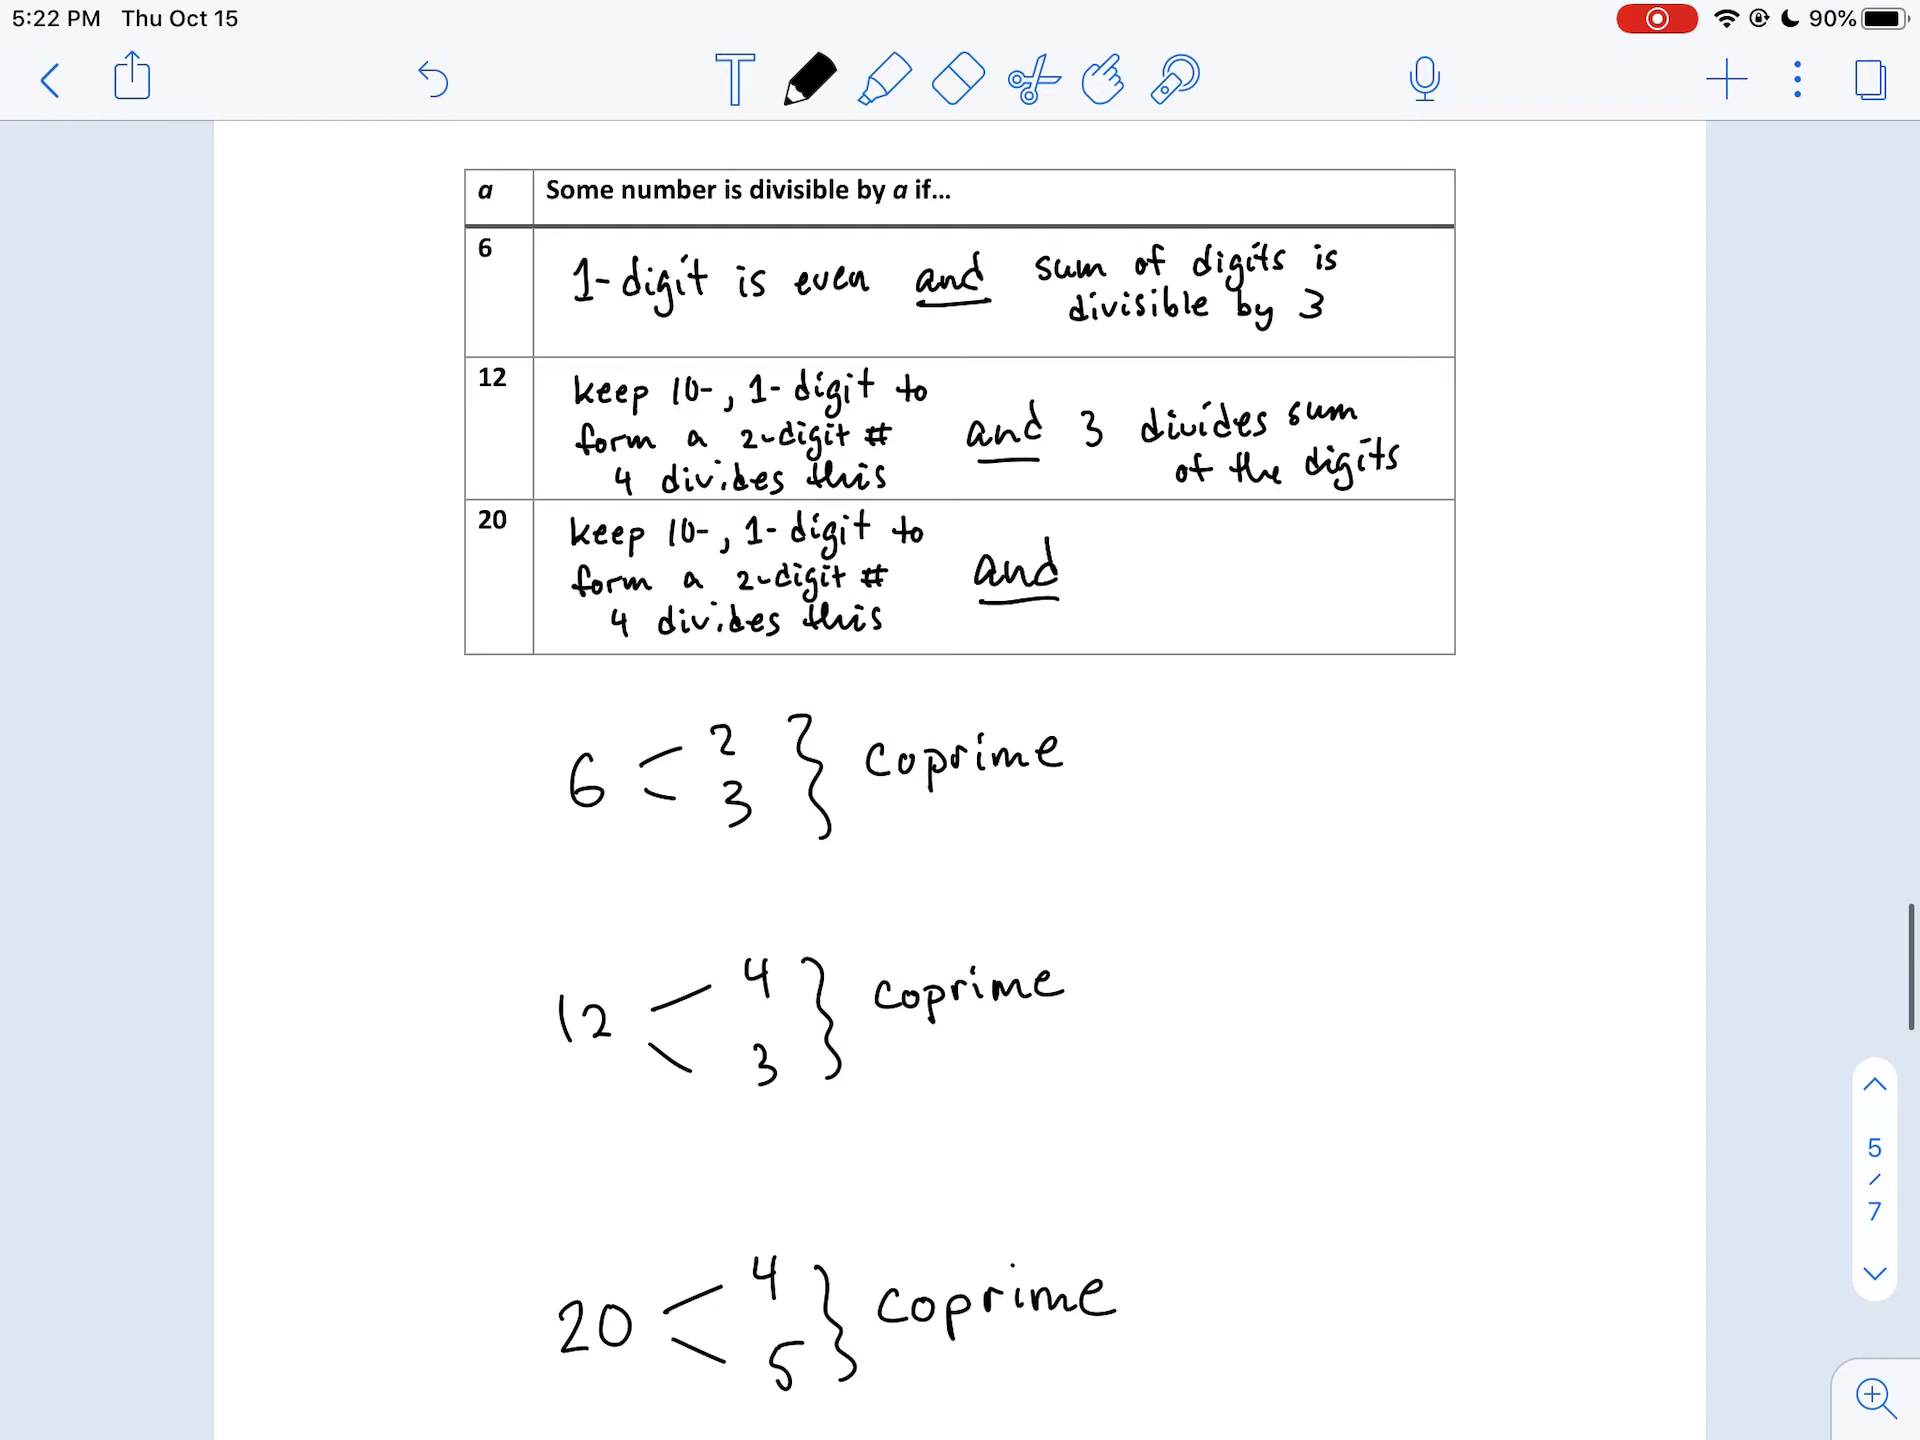 5:22 PM Thu Oct 15
90%
T
a Some number is divisible by a if...
6
1-digit is even and sum of digits is
divisible by 3
12
keep 10-, 1-digit to
form a 2-digit #
4 divides this
and 3 divides sum
of the digits
20
keep 10-, 1-digit to
form a 2-digit #
4 divides this
and
6 2 3 } coprime
12 4 3 } coprime
20 4 5 } coprime
5
/
7